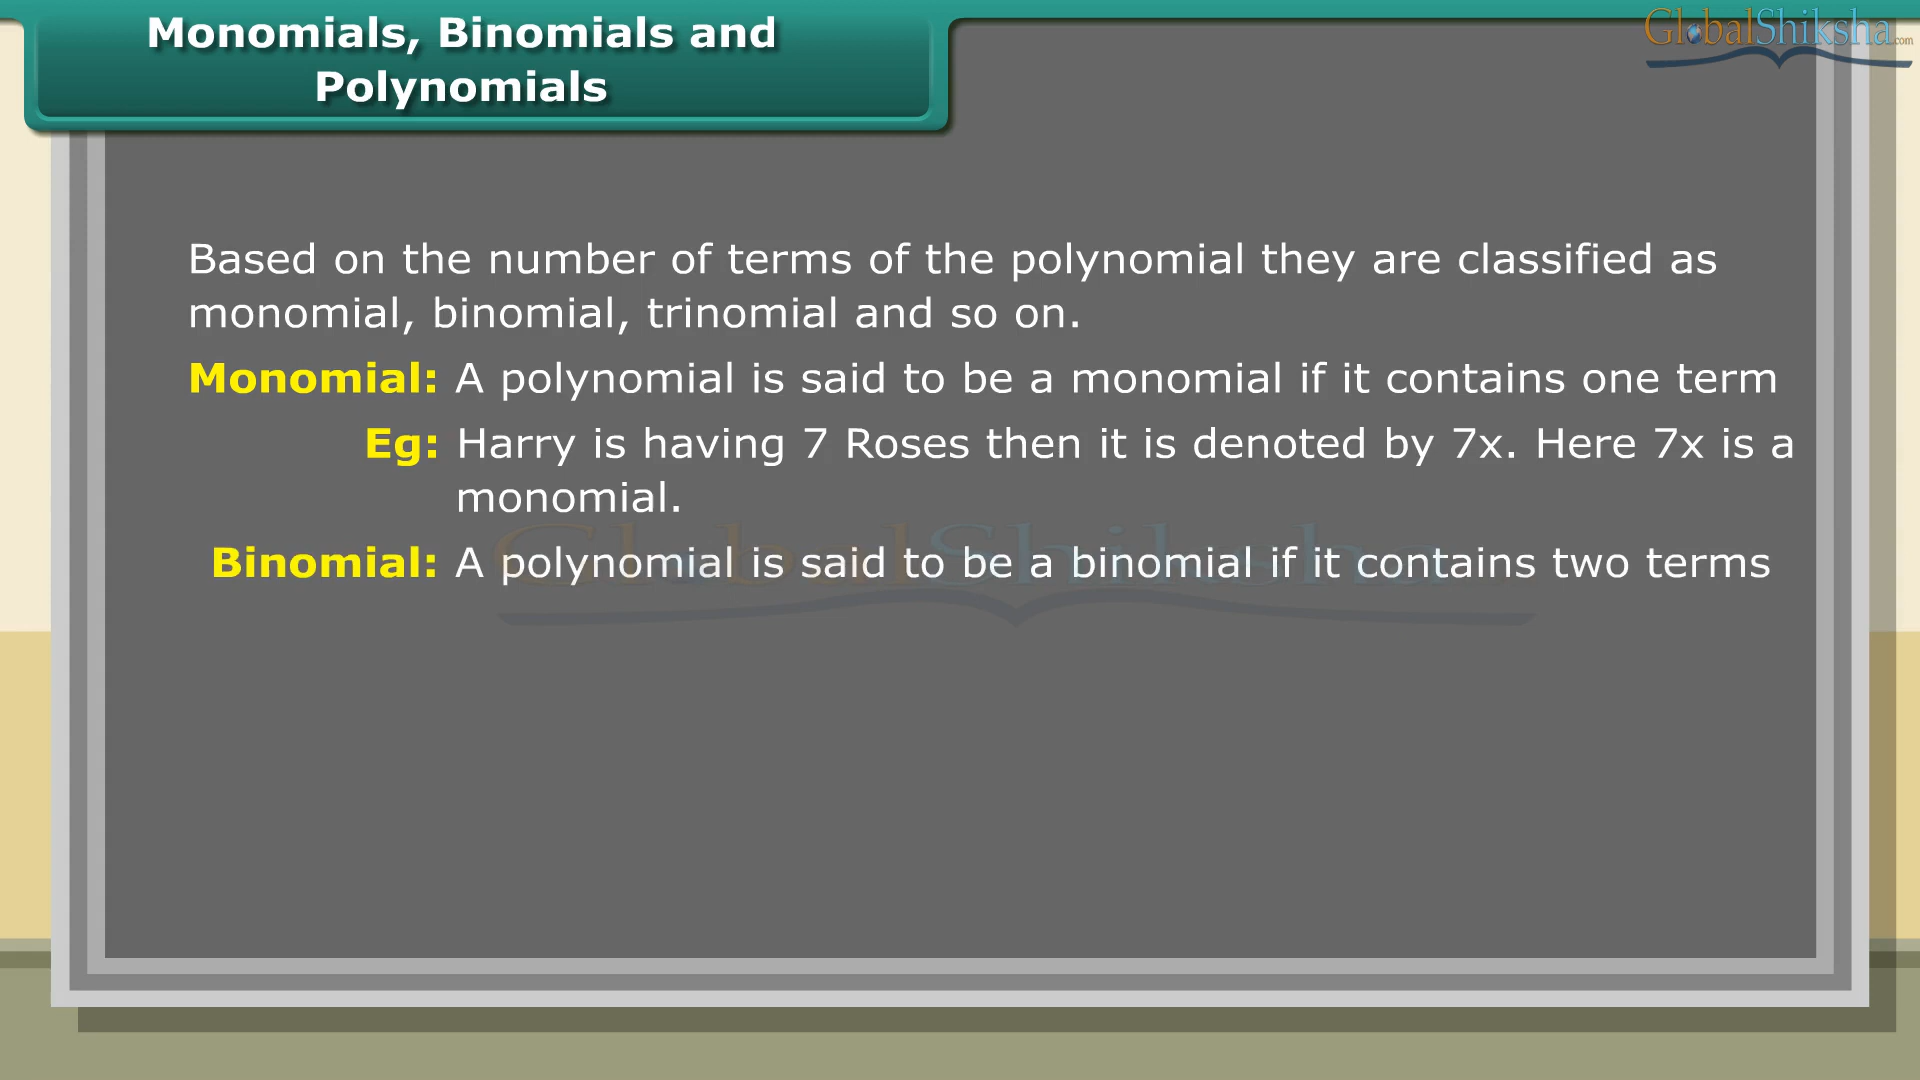 Monomials, Binomials and
Polynomials
GlobalShiksha.com
Based on the number of terms of the polynomial they are classified as
monomial, binomial, trinomial and so on.
Monomial: A polynomial is said to be a monomial if it contains one term
Eg: Harry is having 7 Roses then it is denoted by 7x. Here 7x is a
monomial.
Binomial: A polynomial is said to be a binomial if it contains two terms
GlobalShiksha